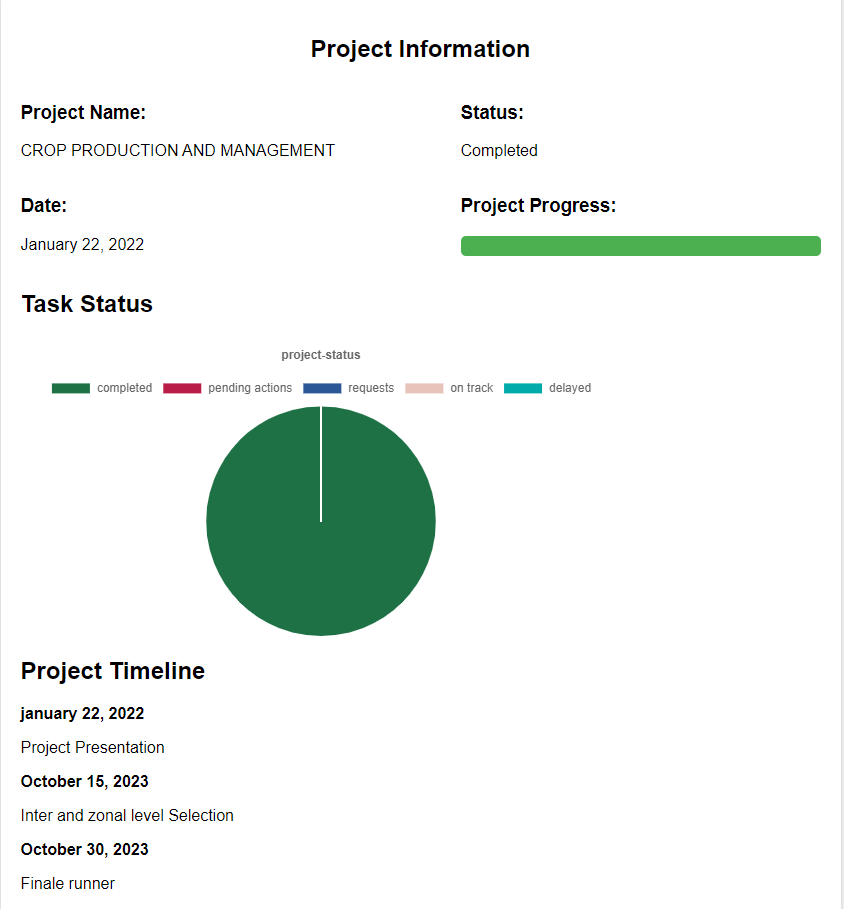 Project Information
Project Name:
CROP PRODUCTION AND MANAGEMENT
Status:
Completed
Date:
January 22, 2022
Project Progress:
Task Status
project-status
completed pending actions requests on track delayed
Project Timeline
january 22, 2022
Project Presentation
October 15, 2023
Inter and zonal level Selection
October 30, 2023
Finale runner